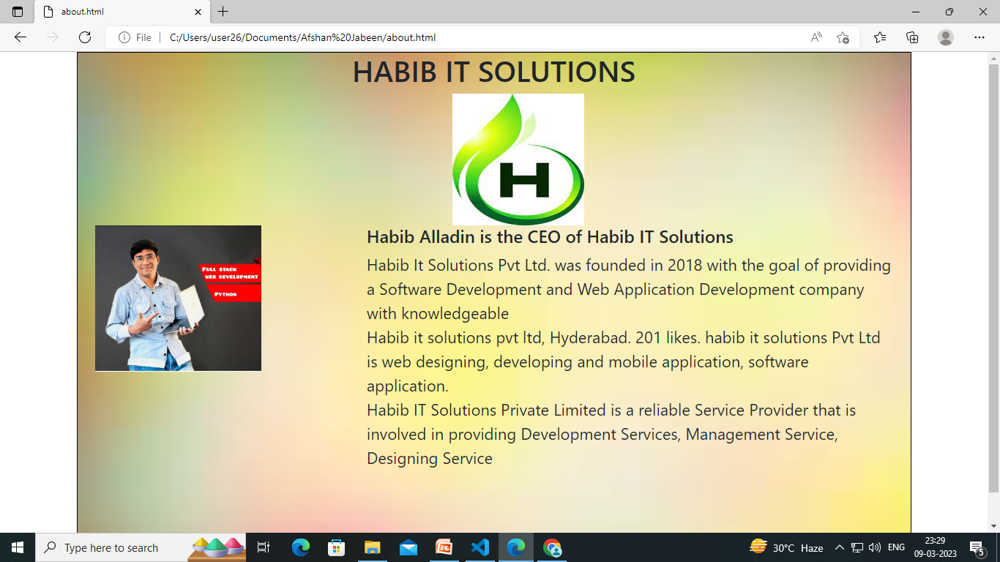 about.html
File
C:/Users/user26/Documents/Afshan%20Jabeen/about.html
HABIB IT SOLUTIONS
H
FULL STACK
WEB DEVELOPMENT
PYTHON
Habib Alladin is the CEO of Habib IT Solutions
Habib It Solutions Pvt Ltd. was founded in 2018 with the goal of providing
a Software Development and Web Application Development company
with knowledgeable
Habib it solutions pvt ltd, Hyderabad. 201 likes. habib it solutions Pvt Ltd
is web designing, developing and mobile application, software
application.
Habib IT Solutions Private Limited is a reliable Service Provider that is
involved in providing Development Services, Management Service,
Designing Service
Type here to search
30°C Haze
ENG
23:29
09-03-2023
5